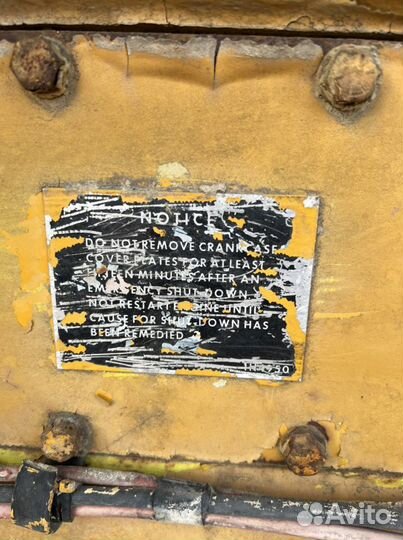 NOTICE
DO NOT REMOVE CRANKCASE
COVER PLATES FOR AT LEAST
FIFTEEN MINUTES AFTER AN
EMERGENCY SHUT DOWN
NOT RESTART ENGINE UNTIL
CAUSE FOR SHUT DOWN HAS
BEEN REMEDIED
Avito